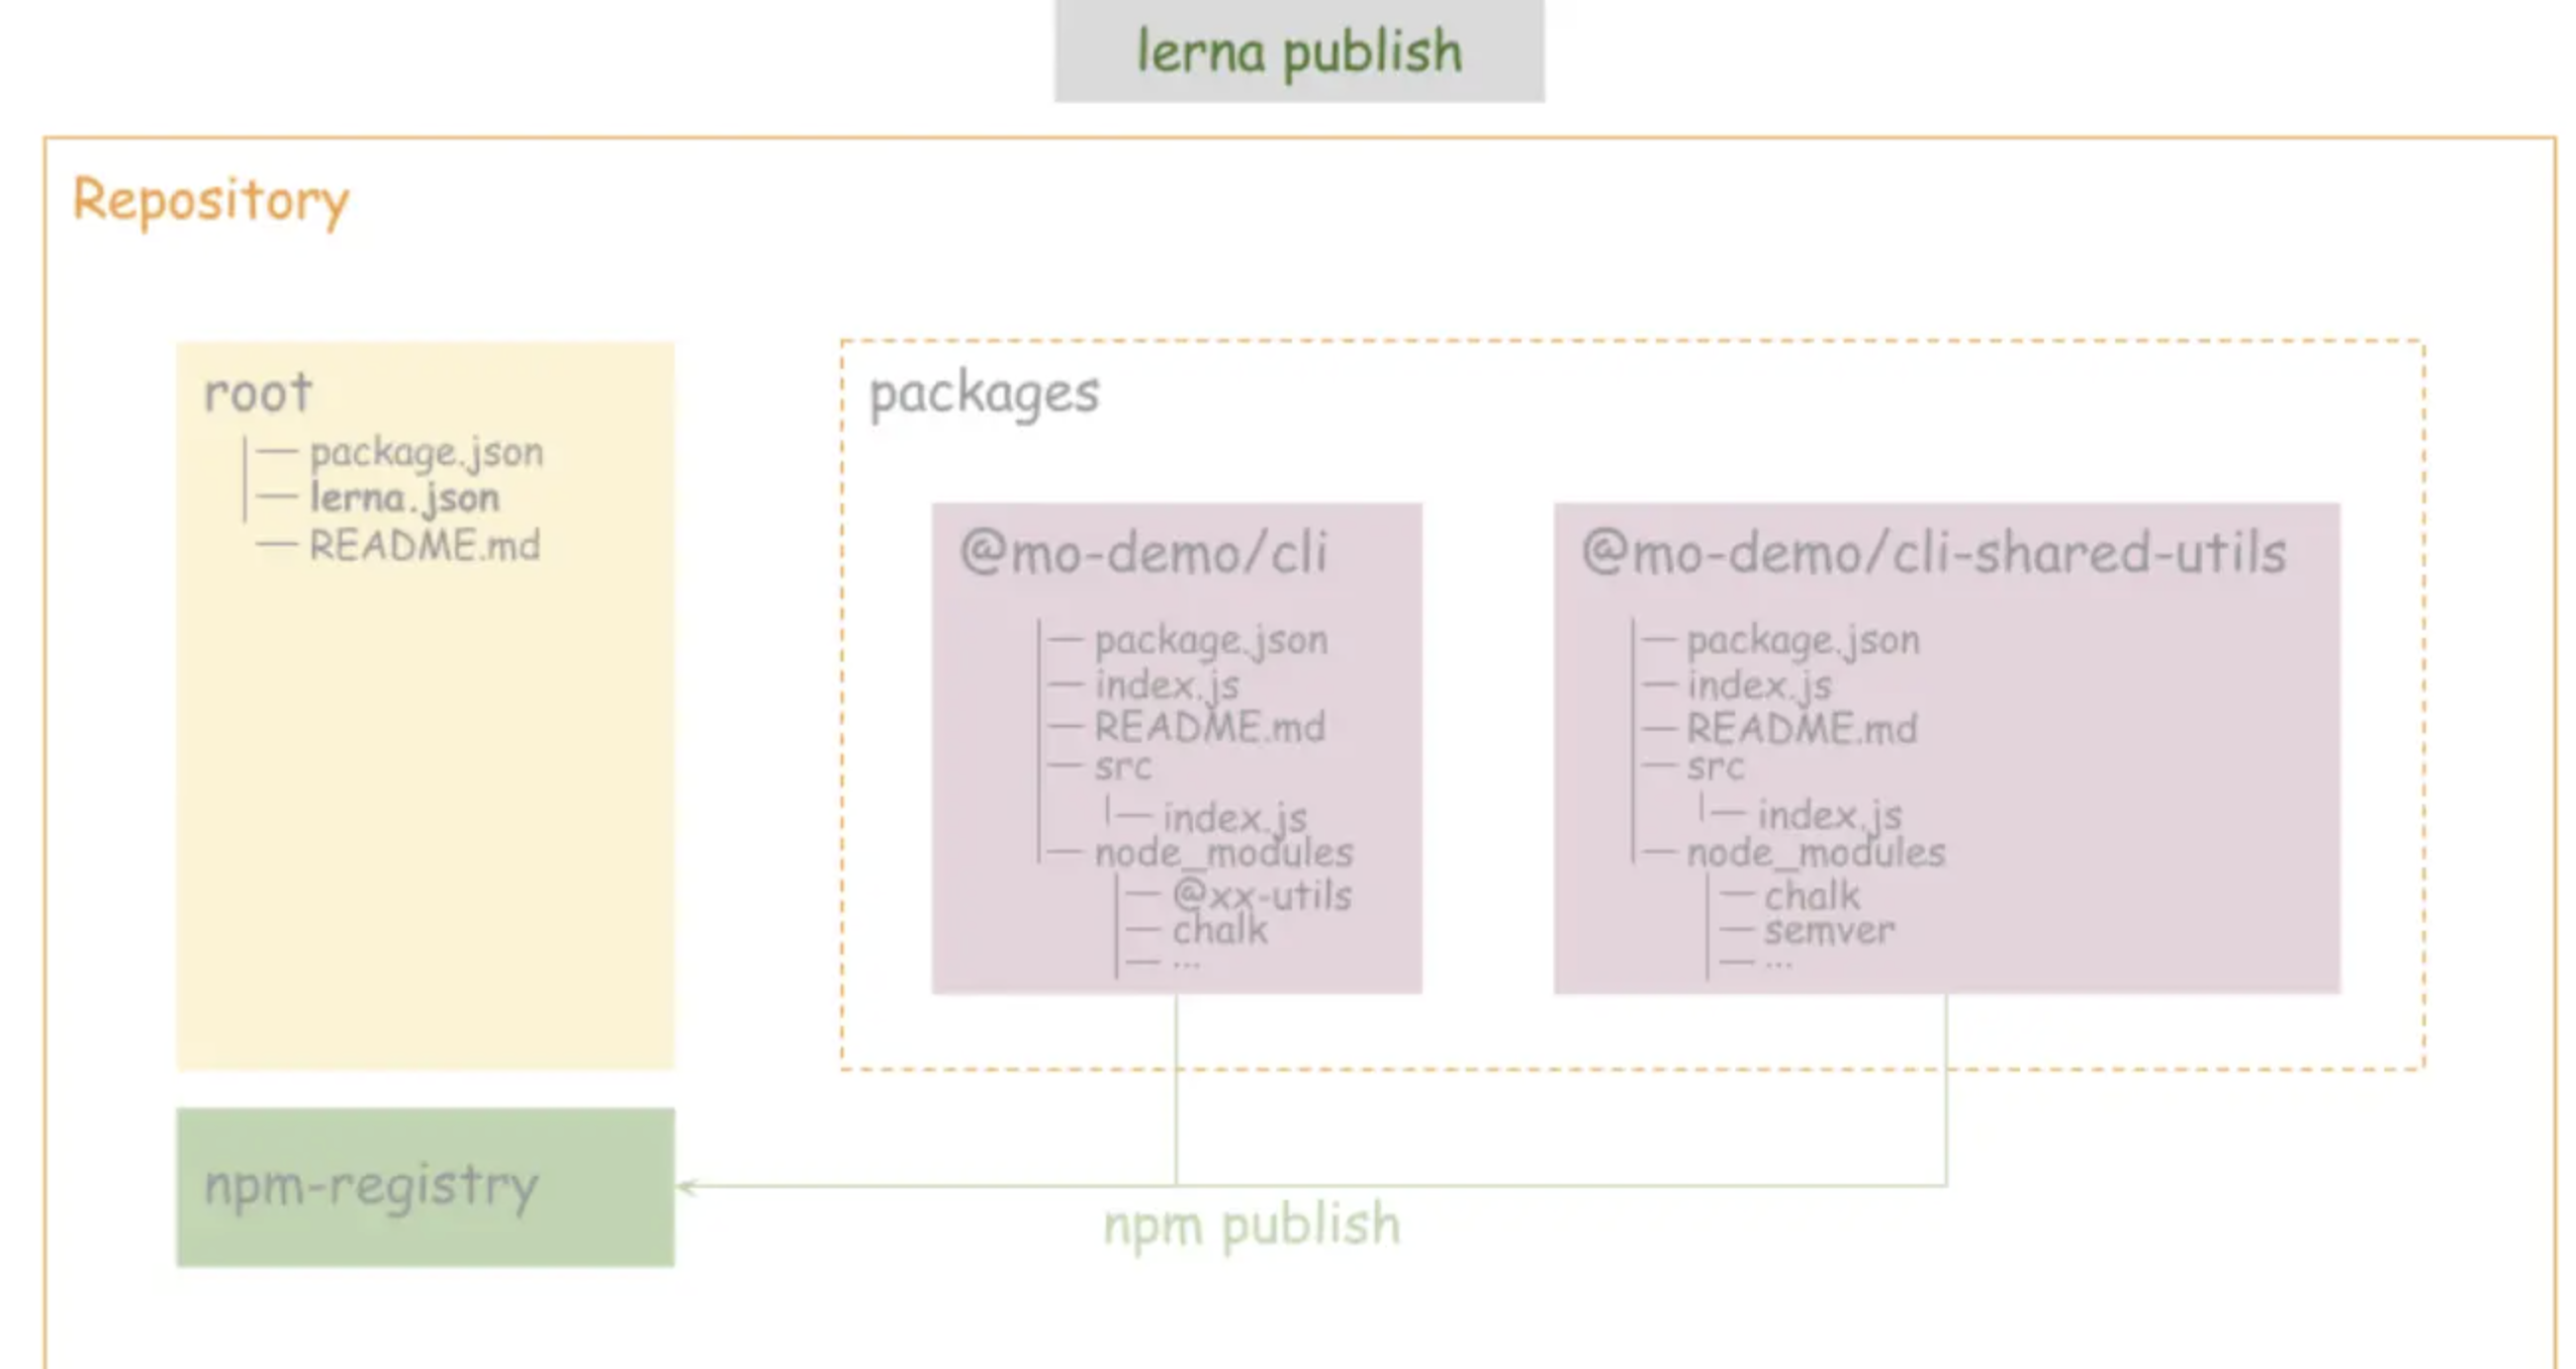 lerna publish
Repository
root
package.json
lerna.json
README.md
packages
@mo-demo/cli
package.json
index.js
README.md
src
index.js
node_modules
@xx-utils
chalk
...
@mo-demo/cli-shared-utils
package.json
index.js
README.md
src
index.js
node_modules
chalk
semver
...
npm-registry
npm publish